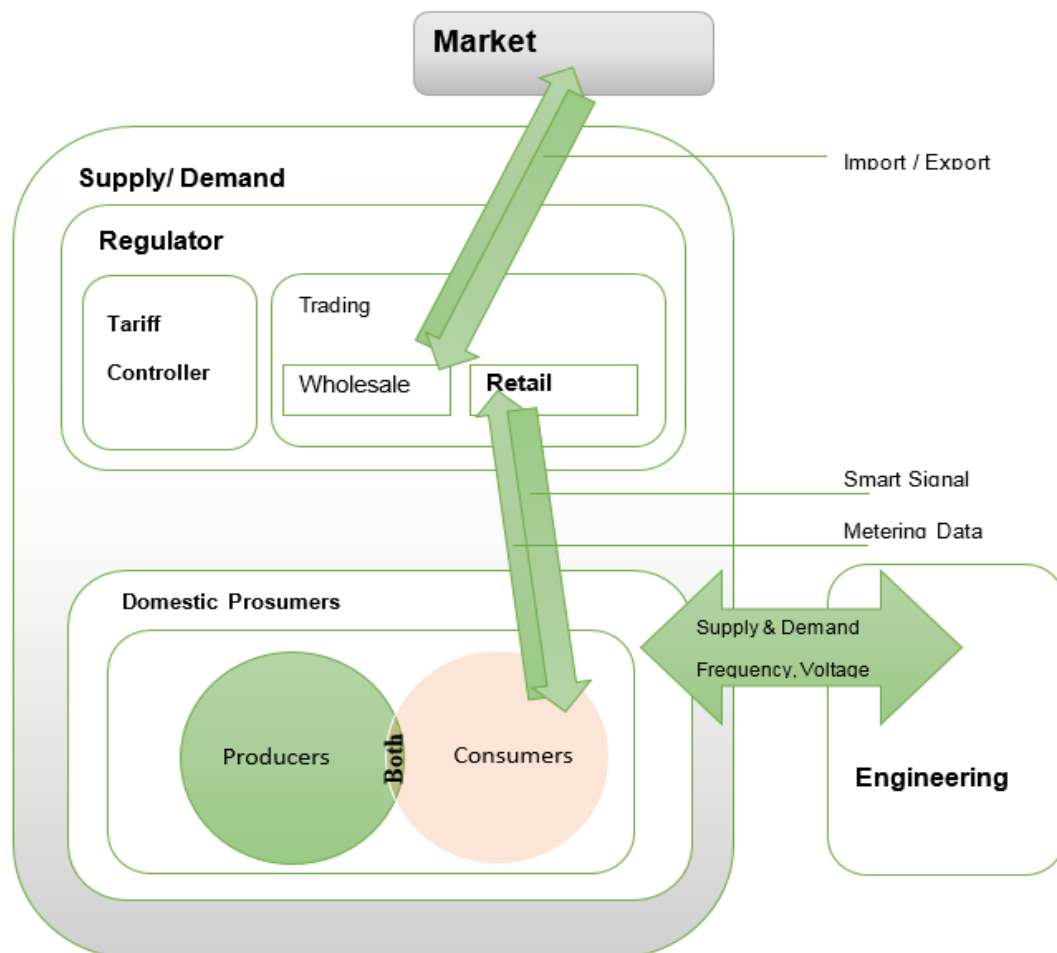 Market
Import / Export
Supply/ Demand
Regulator
Tariff
Controller
Trading
Wholesale
Retail
Smart Signal
Metering Data
Domestic Prosumers
Supply & Demand
Frequency, Voltage
Producers
Both
Consumers
Engineering